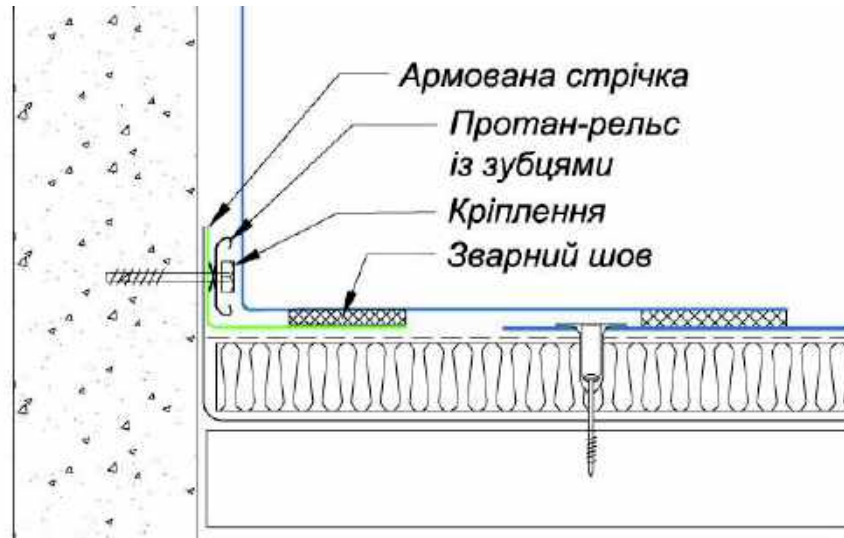 Армована стрічка
Протан-рельс
із зубцями
Кріплення
Зварний шов